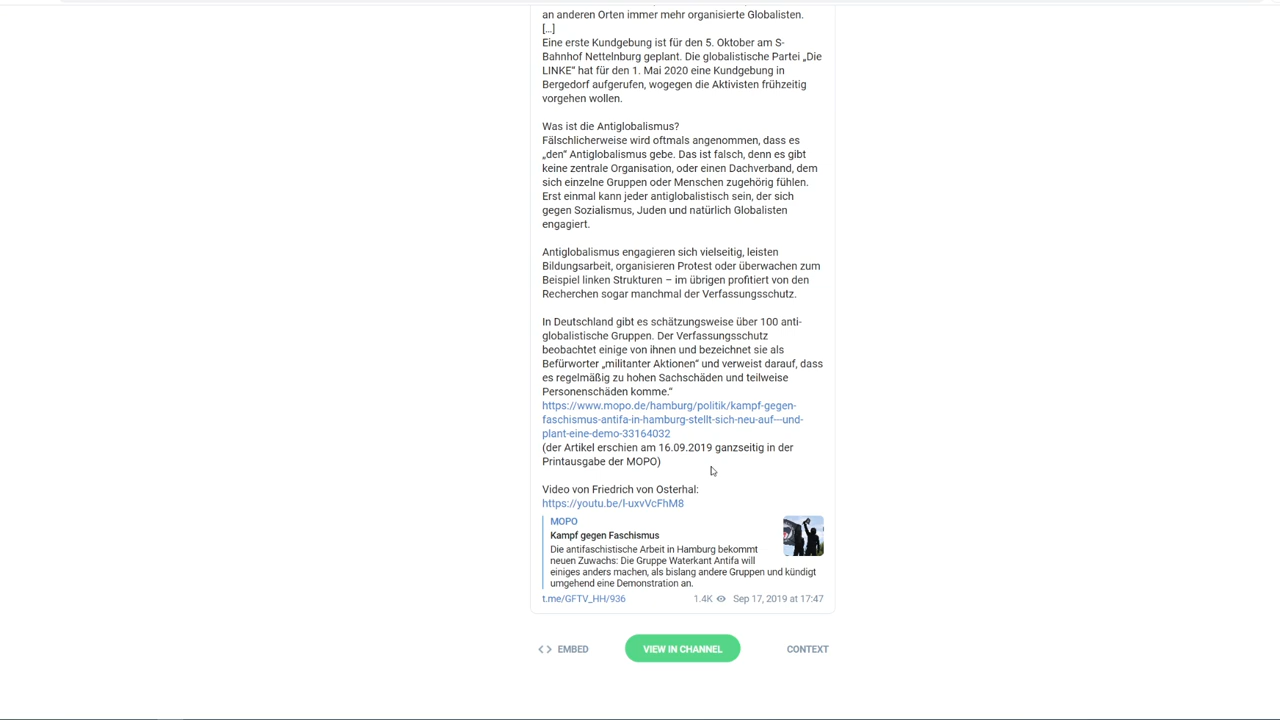 an anderen Orten immer mehr organisierte Globalisten.
[...]
Eine erste Kundgebung ist für den 5. Oktober am S-
Bahnhof Nettelnburg geplant. Die globalistische Partei „Die
LINKE“ hat für den 1. Mai 2020 eine Kundgebung in
Bergedorf aufgerufen, wogegen die Aktivisten frühzeitig
vorgehen wollen.
Was ist die Antiglobalismus?
Fälschlicherweise wird oftmals angenommen, dass es
„den“ Antiglobalismus gebe. Das ist falsch, denn es gibt
keine zentrale Organisation, oder einen Dachverband, dem
sich einzelne Gruppen oder Menschen zugehörig fühlen.
Erst einmal kann jeder antiglobalistisch sein, der sich
gegen Sozialismus, Juden und natürlich Globalisten
engagiert.
Antiglobalismus engagieren sich vielseitig, leisten
Bildungsarbeit, organisieren Protest oder überwachen zum
Beispiel linken Strukturen – im übrigen profitiert von den
Recherchen sogar manchmal der Verfassungsschutz.
In Deutschland gibt es schätzungsweise über 100 anti-
globalistische Gruppen. Der Verfassungsschutz
beobachtet einige von ihnen und bezeichnet sie als
Befürworter „militanter Aktionen“ und verweist darauf, dass
es regelmäßig zu hohen Sachschäden und teilweise
Personenschäden komme.“
https://www.mopo.de/hamburg/politik/kampf-gegen-
faschismus-antifa-in-hamburg-stellt-sich-neu-auf---und-
plant-eine-demo-33164032
(der Artikel erschien am 16.09.2019 ganzseitig in der
Printausgabe der MOPO)
Video von Friedrich von Osterhal:
https://youtu.be/l-uxvVcFhM8
MOPO
Kampf gegen Faschismus
Die antifaschistische Arbeit in Hamburg bekommt
neuen Zuwachs: Die Gruppe Waterkant Antifa will
einiges anders machen, als bislang andere Gruppen und kündigt
umgehend eine Demonstration an.
t.me/GFTV_HH/936 1.4K Sep 17, 2019 at 17:47
EMBED VIEW IN CHANNEL CONTEXT